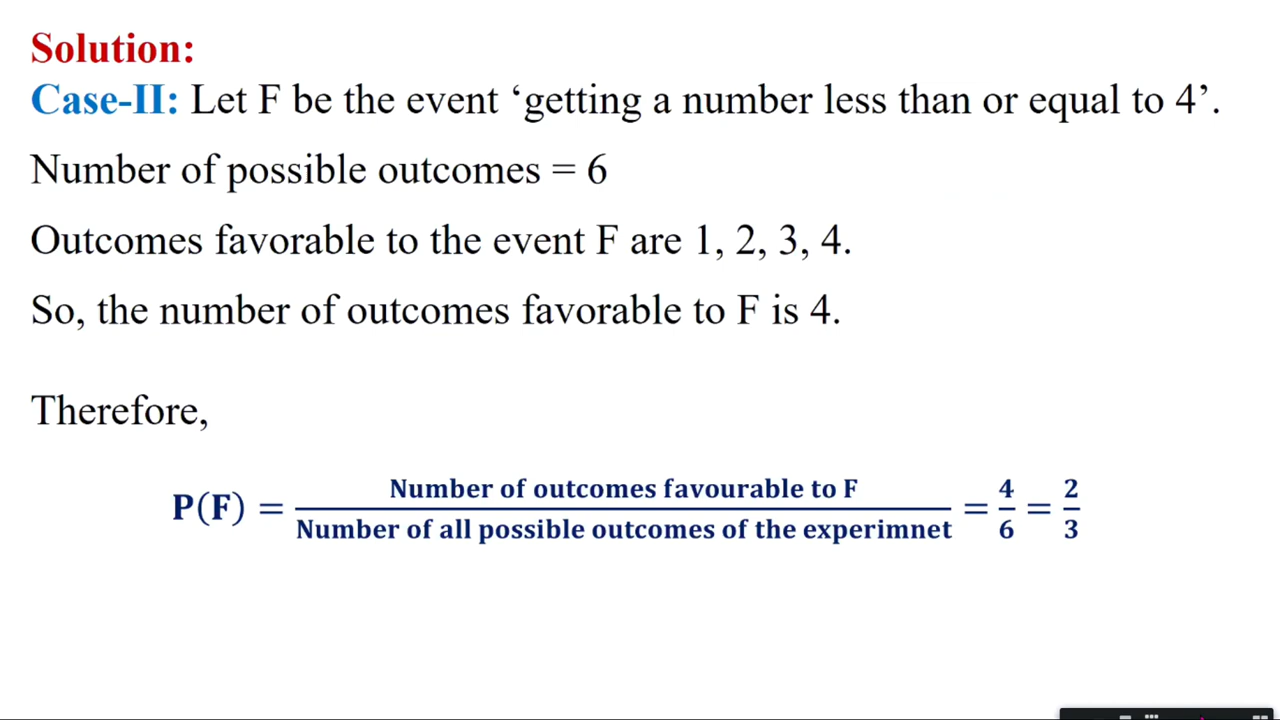 Solution:
Case-II: Let F be the event ‘getting a number less than or equal to 4’.
Number of possible outcomes = 6
Outcomes favorable to the event F are 1, 2, 3, 4.
So, the number of outcomes favorable to F is 4.
Therefore,
P(F) = Number of outcomes favourable to F / Number of all possible outcomes of the experimnet = 4/6 = 2/3